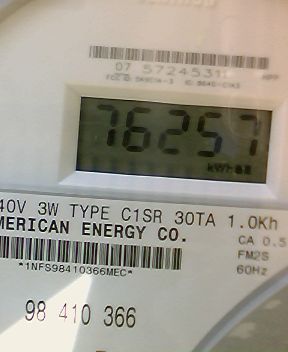 07 5724531
76257
kWh
40V 3W TYPE C1SR 30TA 1.0Kh
MERICAN ENERGY CO.
CA 0.5
*1NFS98410366MEC*
FM2S
60Hz
98 410 366